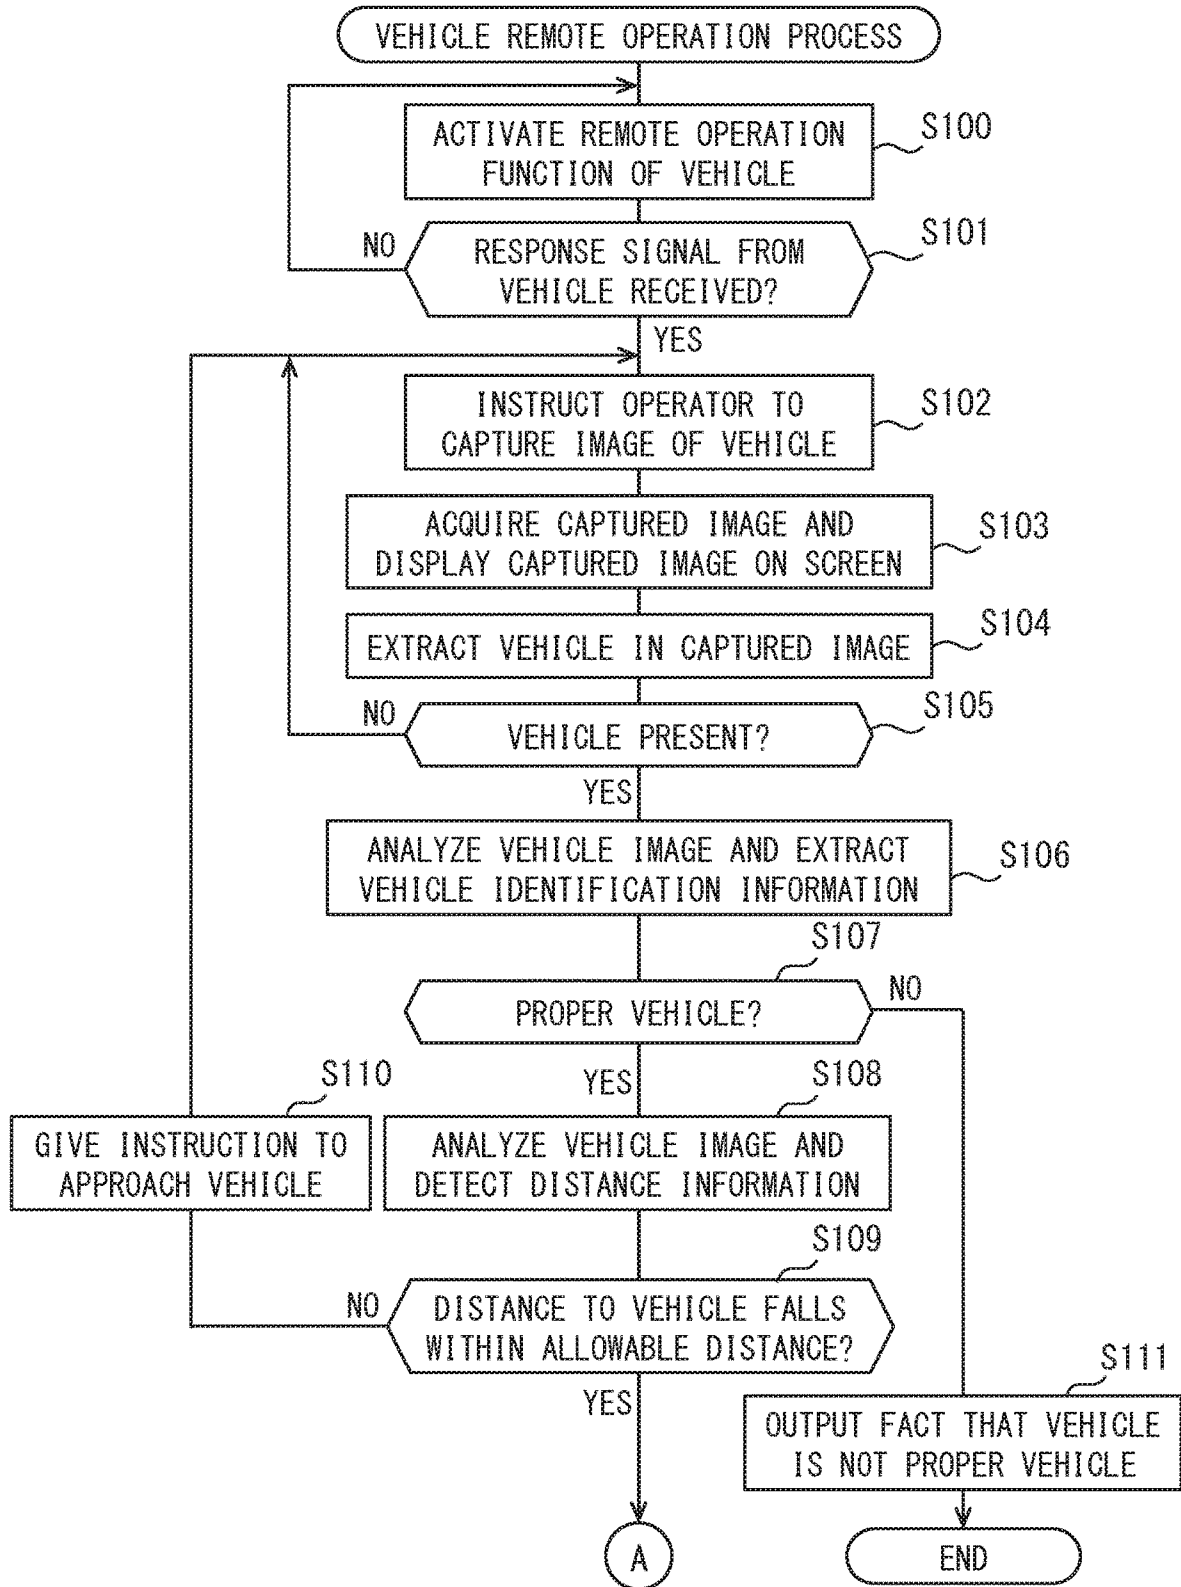 VEHICLE REMOTE OPERATION PROCESS
ACTIVATE REMOTE OPERATION
FUNCTION OF VEHICLE
S100
RESPONSE SIGNAL FROM
VEHICLE RECEIVED?
S101
NO
YES
INSTRUCT OPERATOR TO
CAPTURE IMAGE OF VEHICLE
S102
ACQUIRE CAPTURED IMAGE AND
DISPLAY CAPTURED IMAGE ON SCREEN
S103
EXTRACT VEHICLE IN CAPTURED IMAGE
S104
VEHICLE PRESENT?
S105
NO
YES
ANALYZE VEHICLE IMAGE AND EXTRACT
VEHICLE IDENTIFICATION INFORMATION
S106
PROPER VEHICLE?
S107
NO
YES
S110
GIVE INSTRUCTION TO
APPROACH VEHICLE
S108
ANALYZE VEHICLE IMAGE AND
DETECT DISTANCE INFORMATION
S109
NO
DISTANCE TO VEHICLE FALLS
WITHIN ALLOWABLE DISTANCE?
YES
S111
OUTPUT FACT THAT VEHICLE
IS NOT PROPER VEHICLE
A
END